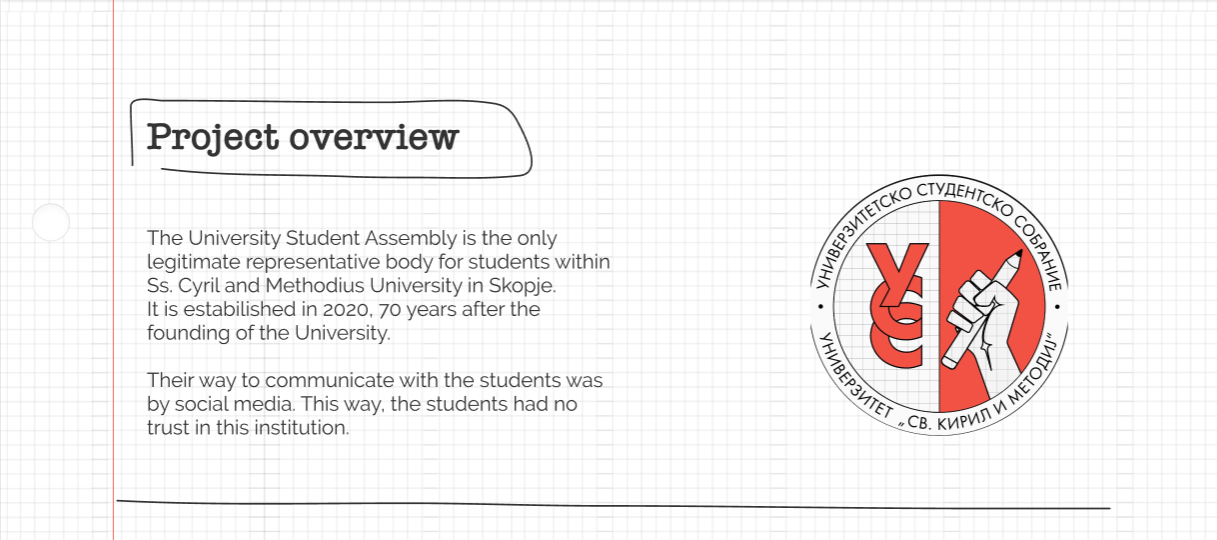 Project overview
The University Student Assembly is the only
legitimate representative body for students within
Ss. Cyril and Methodius University in Skopje.
It is estabilished in 2020, 70 years after the
founding of the University.
Their way to communicate with the students was
by social media. This way, the students had no
trust in this institution.
УНИВЕРЗИТЕТСКО СТУДЕНТСКО СОБРАНИЕ
УСС
УНИВЕРЗИТЕТ „СВ. КИРИЛ И МЕТОДИЈ“